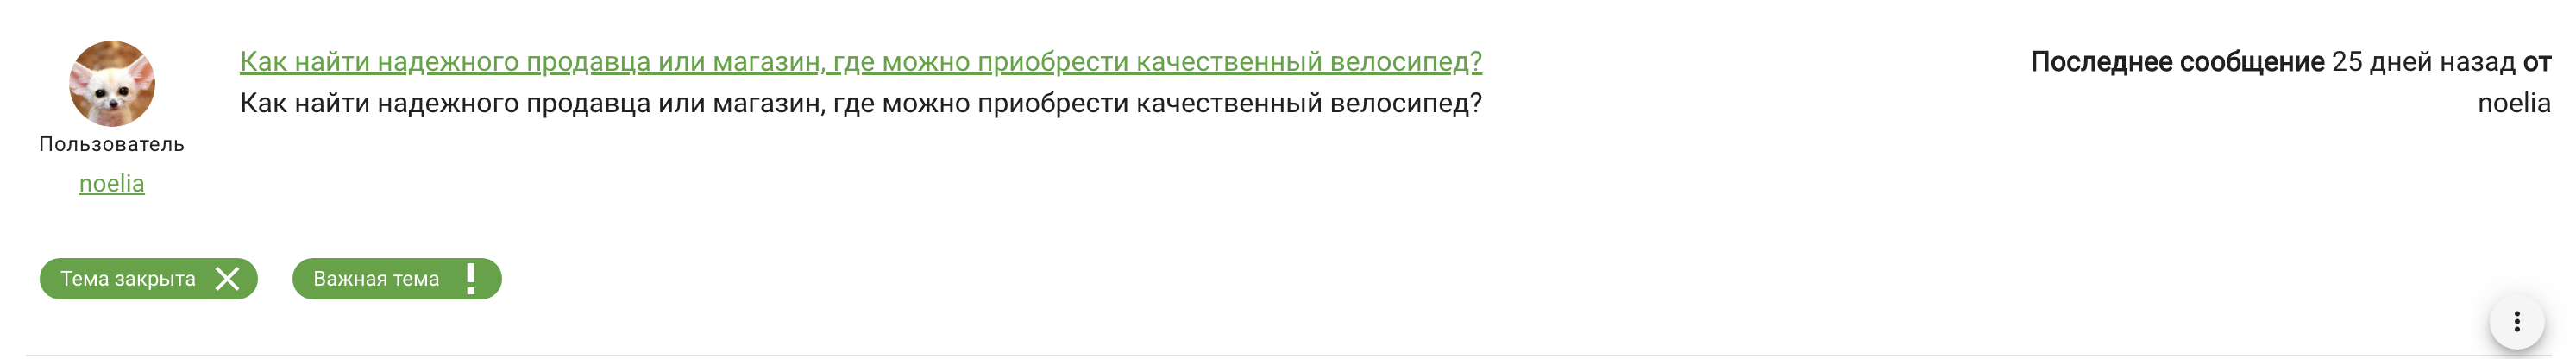 Как найти надежного продавца или магазин, где можно приобрести качественный велосипед?
Как найти надежного продавца или магазин, где можно приобрести качественный велосипед?
Последнее сообщение 25 дней назад от
noelia
Пользователь
noelia
Тема закрыта
Важная тема